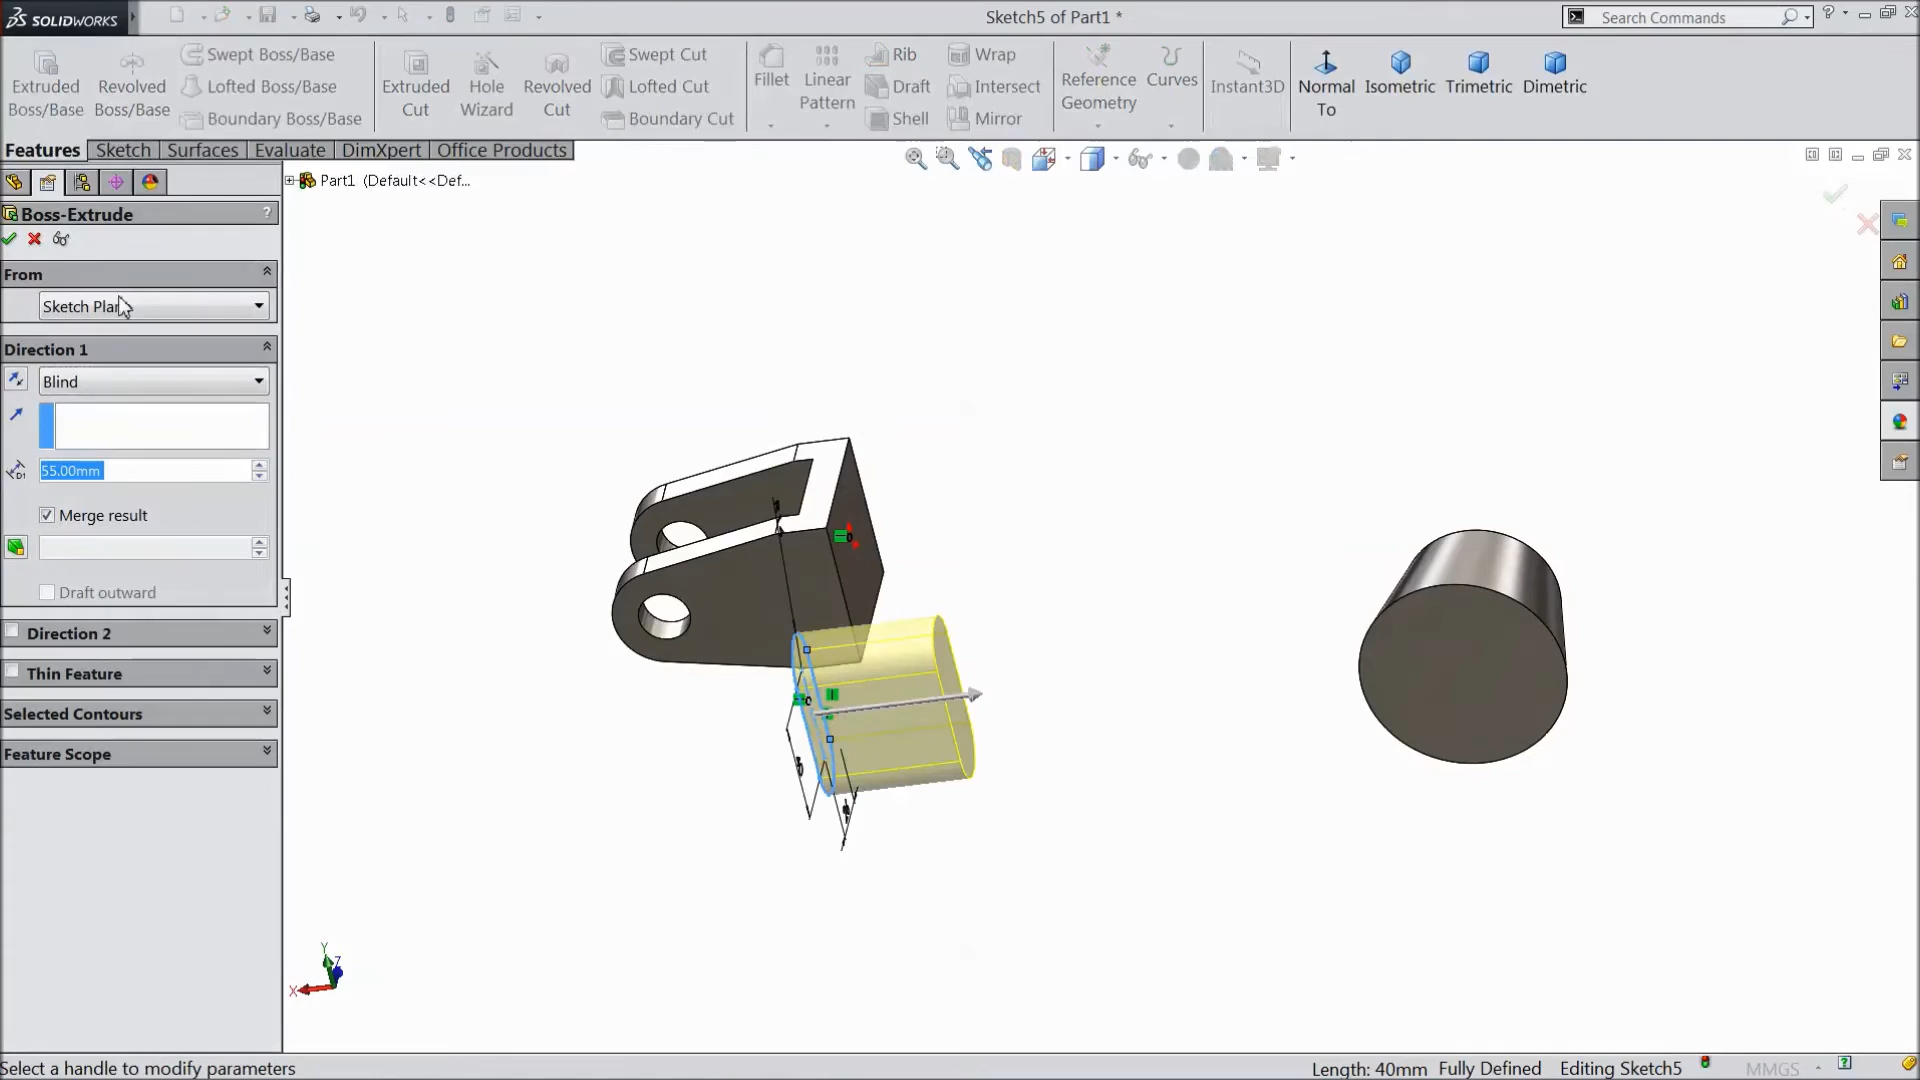 SOLIDWORKS
Sketch5 of Part1 *
Search Commands
?
Extruded Boss/Base
Revolved Boss/Base
Swept Boss/Base
Lofted Boss/Base
Boundary Boss/Base
Extruded Cut
Hole Wizard
Revolved Cut
Swept Cut
Lofted Cut
Boundary Cut
Fillet
Linear Pattern
Rib
Draft
Shell
Wrap
Intersect
Mirror
Reference Geometry
Curves
Instant3D
Normal To
Isometric
Trimetric
Dimetric
Features
Sketch
Surfaces
Evaluate
DimXpert
Office Products
Part1 (Default<<Def...
Boss-Extrude
?
From
Sketch Plan
Direction 1
Blind
D1
55.00mm
Merge result
Draft outward
Direction 2
Thin Feature
Selected Contours
Feature Scope
Y
Z
X
Select a handle to modify parameters
Length: 40mm
Fully Defined
Editing Sketch5
MMGS
?